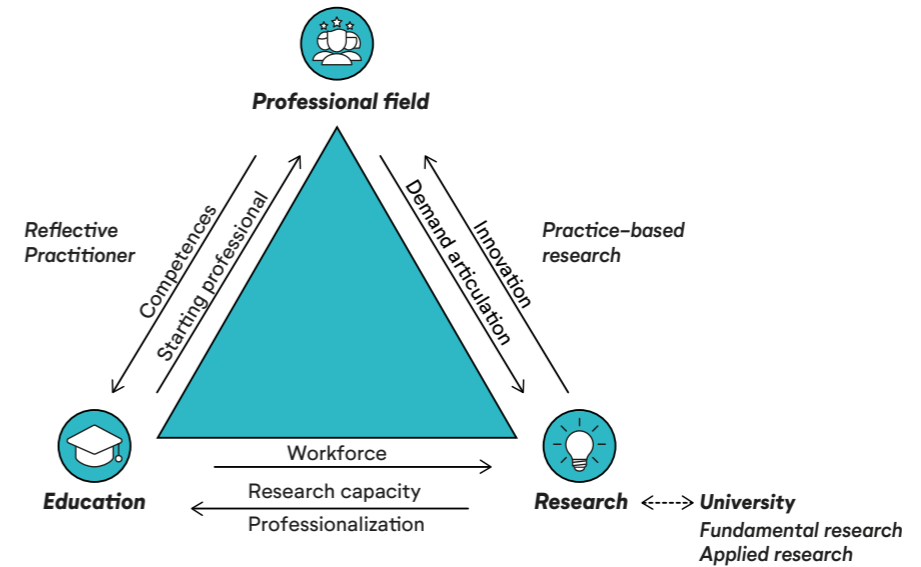 Professional field
Reflective
Practitioner
Competences
Starting professional
Demand articulation
Innovation
Practice-based
research
Workforce
Research capacity
Professionalization
Education
Research
University
Fundamental research
Applied research